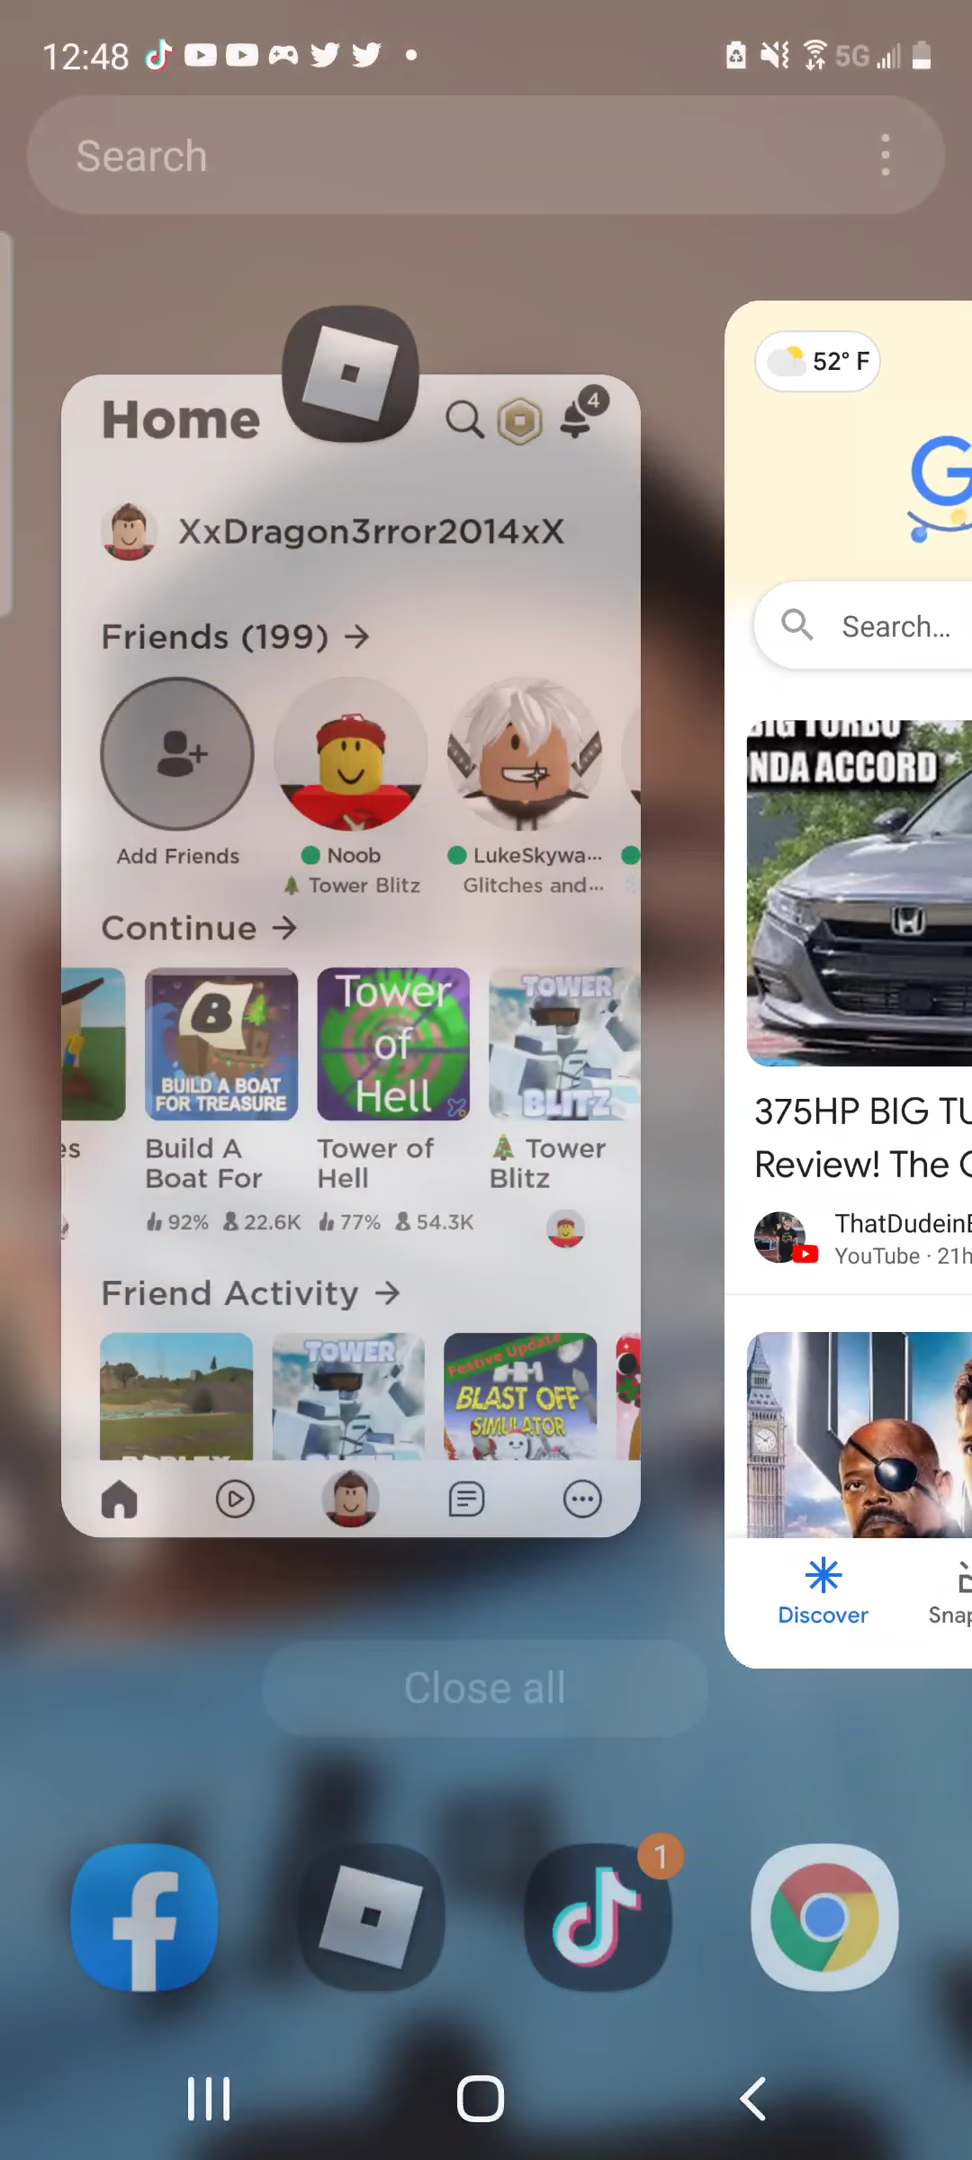 12:48
5G
Search
Home
4
XxDragon3rror2014xX
Friends (199) →
Add Friends
Noob
🎄 Tower Blitz
LukeSkywa...
Glitches and...
Continue →
B
BUILD A BOAT
FOR TREASURE
Tower
of
Hell
TOWER
BLITZ
es
Build A
Boat For
Tower of
Hell
🎄 Tower
Blitz
92% 22.6K
77% 54.3K
Friend Activity →
TOWER
Festive Update
BLAST OFF
SIMULATOR
52° F
G
Search...
BIG TURBO
NDA ACCORD
375HP BIG TU
Review! The
ThatDudeinB
YouTube · 21h
Discover
Snap
Close all
1